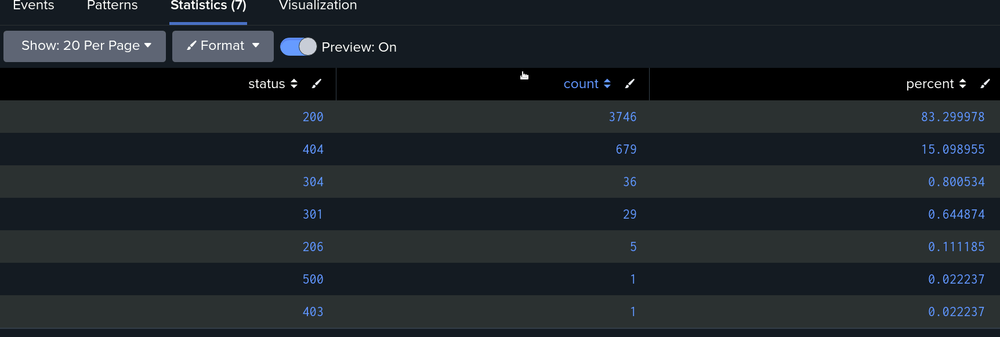 Events Patterns Statistics (7) Visualization
Show: 20 Per Page Format Preview: On
status count percent
200 3746 83.299978
404 679 15.098955
304 36 0.800534
301 29 0.644874
206 5 0.111185
500 1 0.022237
403 1 0.022237